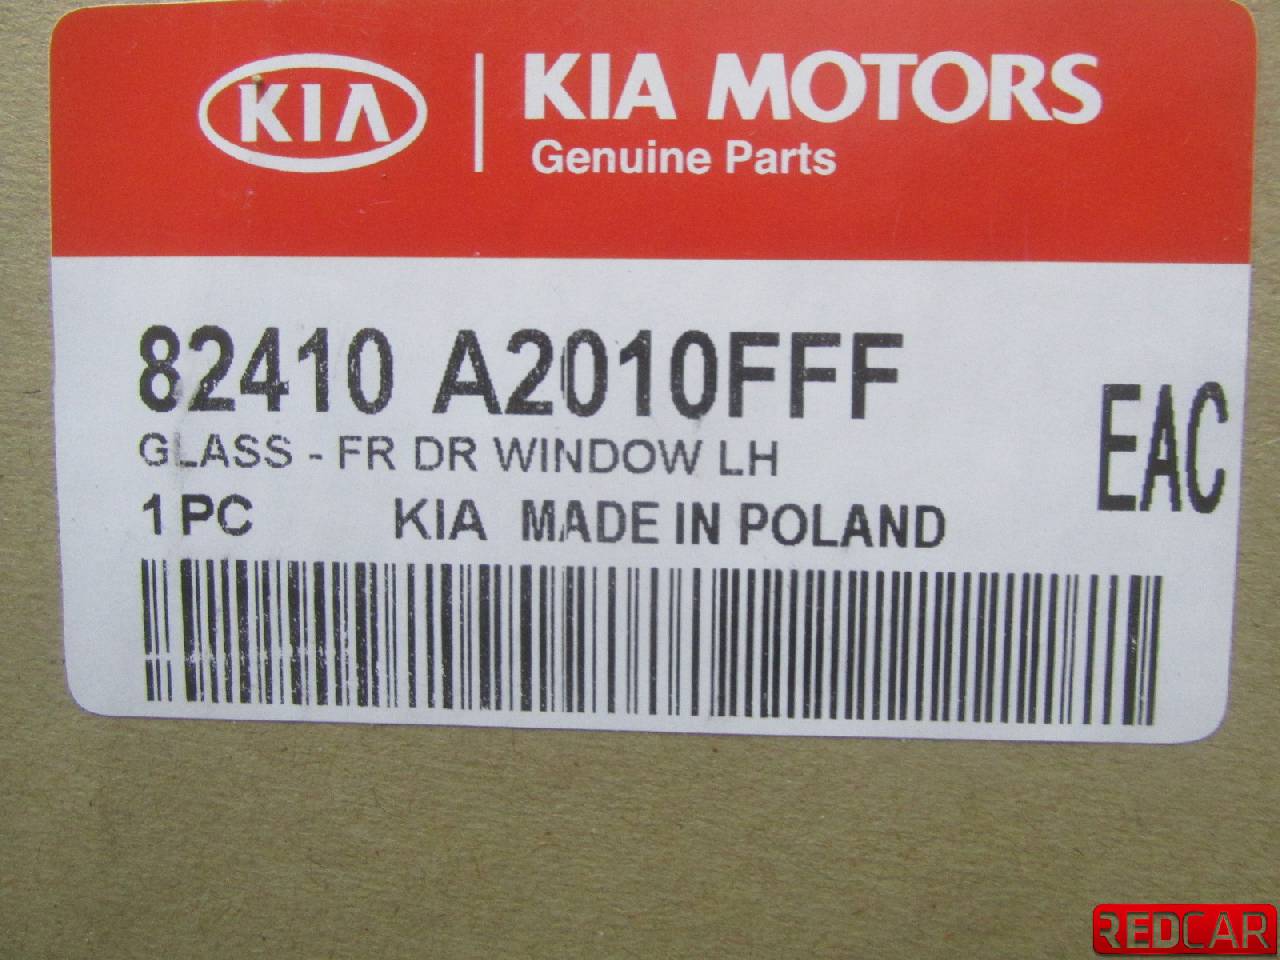 KIA
KIA MOTORS
Genuine Parts
82410 A2010FFF
GLASS - FR DR WINDOW LH
EAC
1 PC KIA MADE IN POLAND
REDCAR